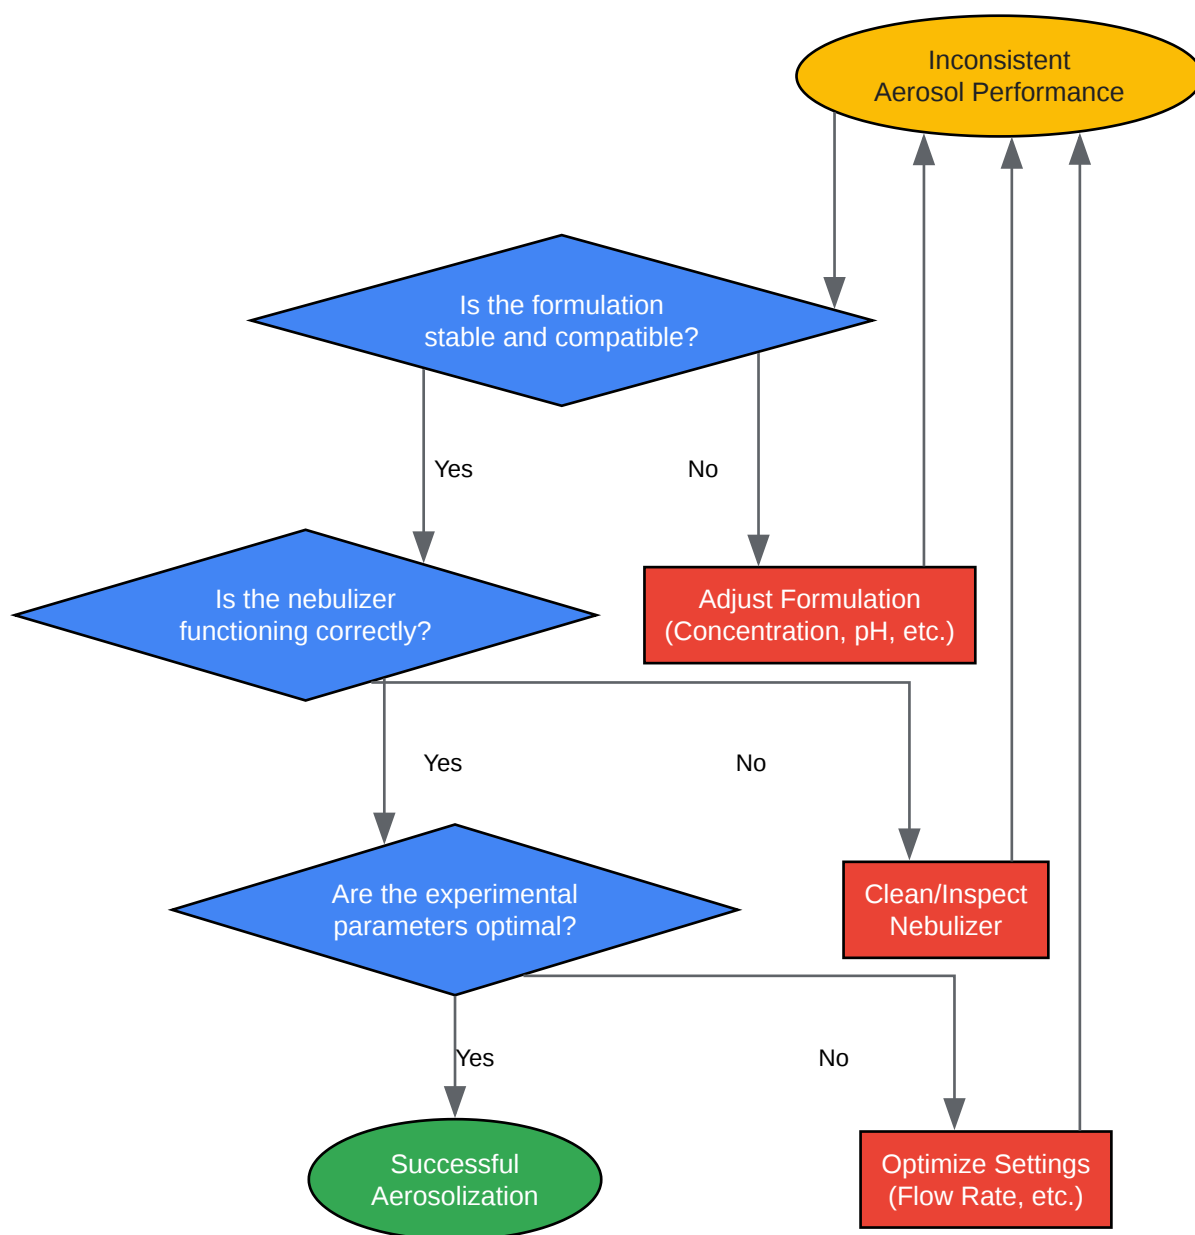 Inconsistent
Aerosol Performance
Is the formulation
stable and compatible?
Yes
No
Is the nebulizer
functioning correctly?
Adjust Formulation
(Concentration, pH, etc.)
Yes
No
Are the experimental
parameters optimal?
Clean/Inspect
Nebulizer
Yes
No
Successful
Aerosolization
Optimize Settings
(Flow Rate, etc.)